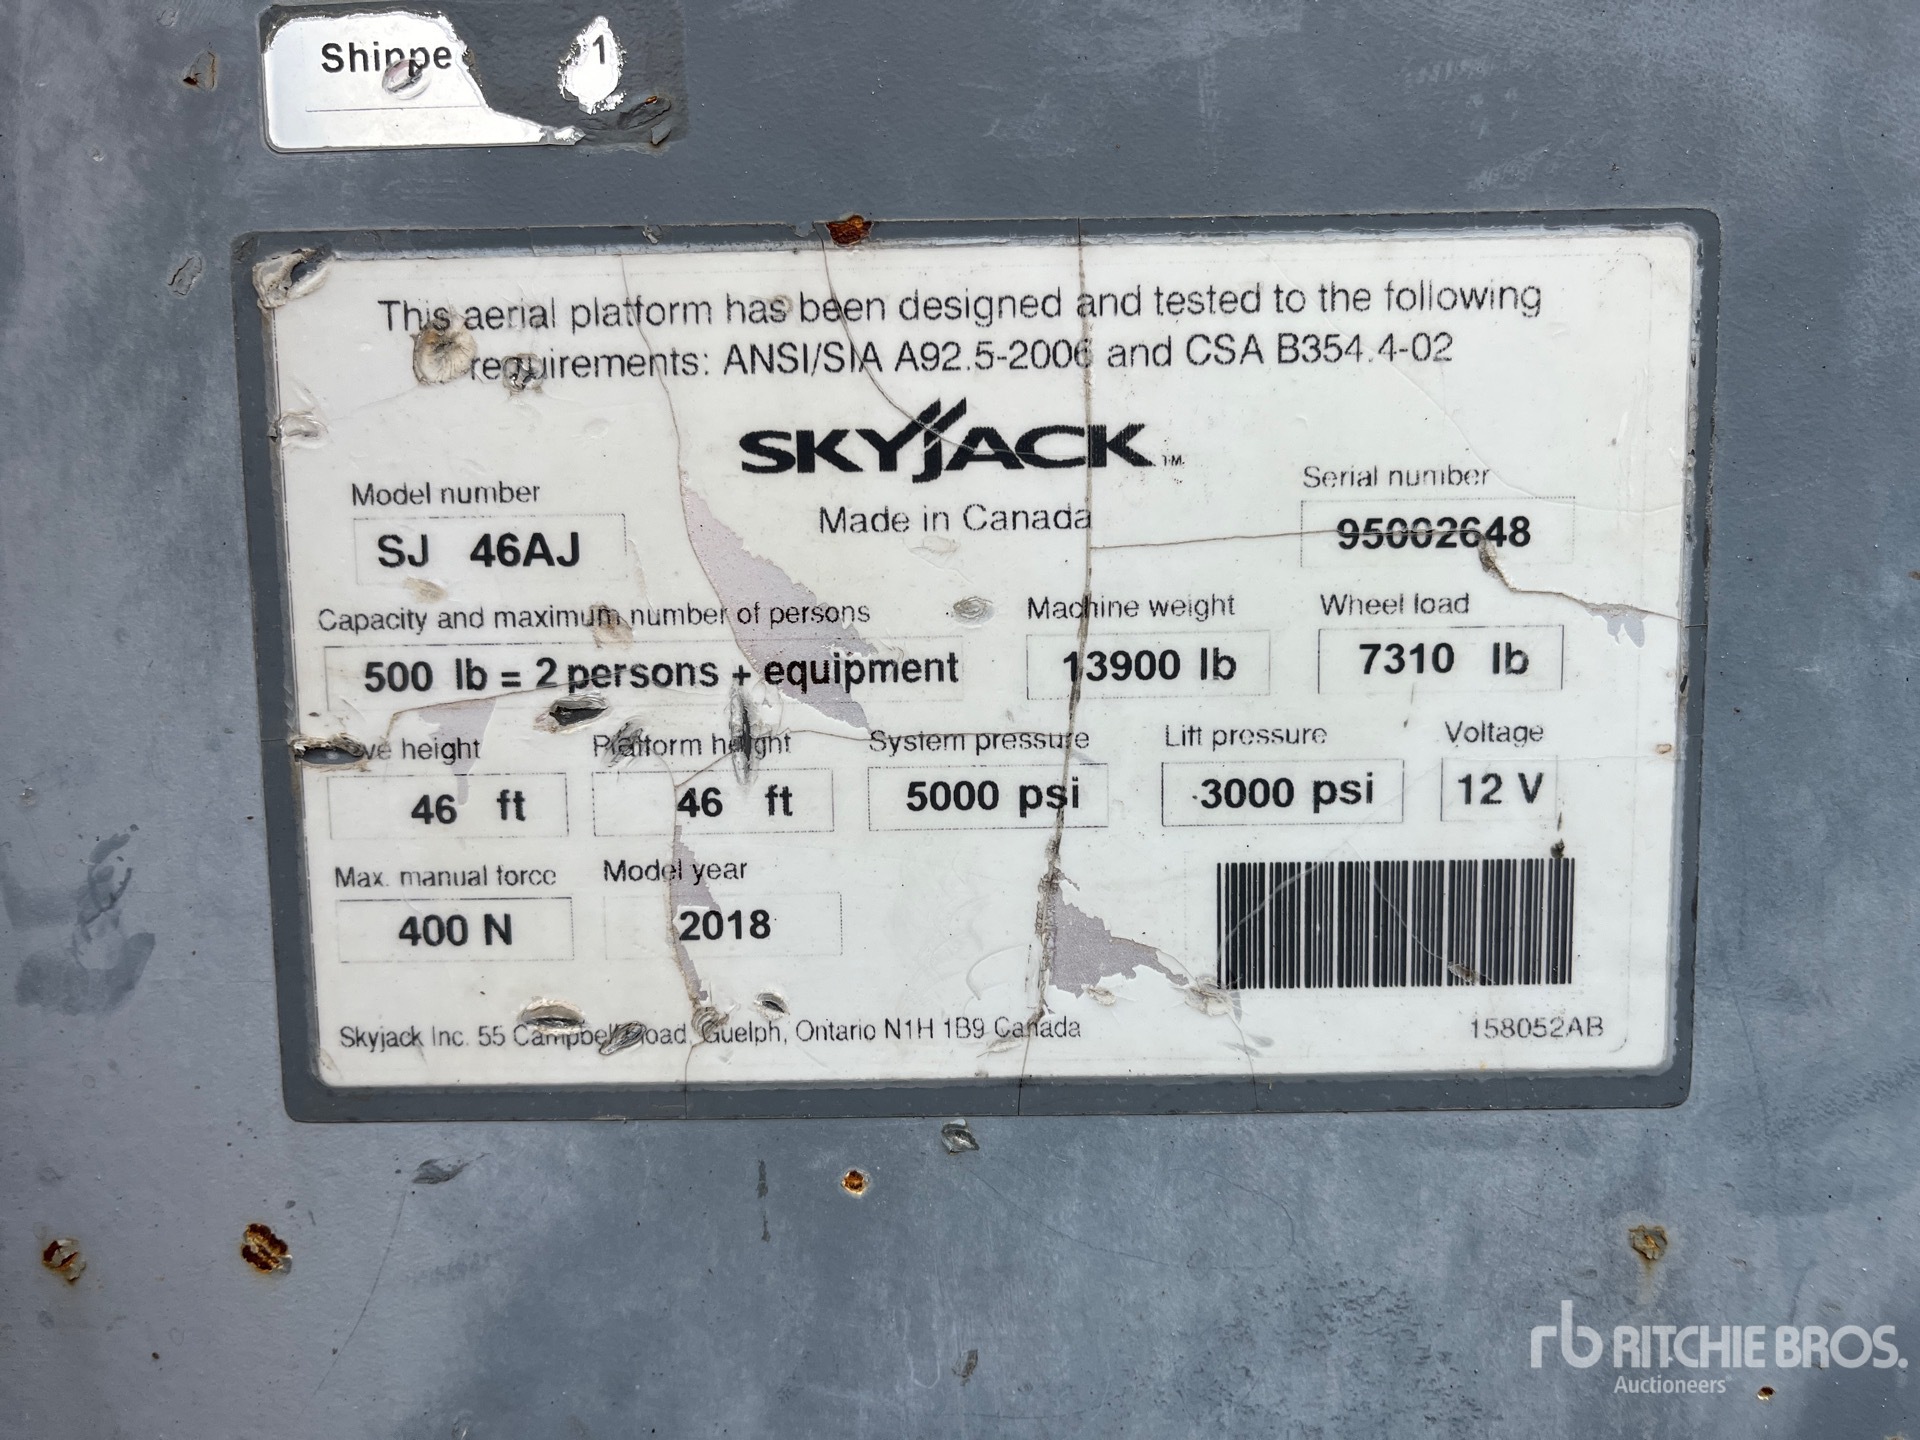 Shippe 1
This aerial platform has been designed and tested to the following
requirements: ANSI/SIA A92.5-2006 and CSA B354.4-02
SKYJACK TM
Made in Canada
Model number
SJ 46AJ
Serial number
95002648
Capacity and maximum number of persons
500 lb = 2 persons + equipment
Machine weight
13900 lb
Wheel load
7310 lb
ve height
46 ft
Platform height
46 ft
System pressure
5000 psi
Lift pressure
3000 psi
Voltage
12 V
Max. manual force
400 N
Model year
2018
Skyjack Inc. 55 Campbell Road, Guelph, Ontario N1H 1B9 Canada
158052AB
rb RITCHIE BROS.
Auctioneers